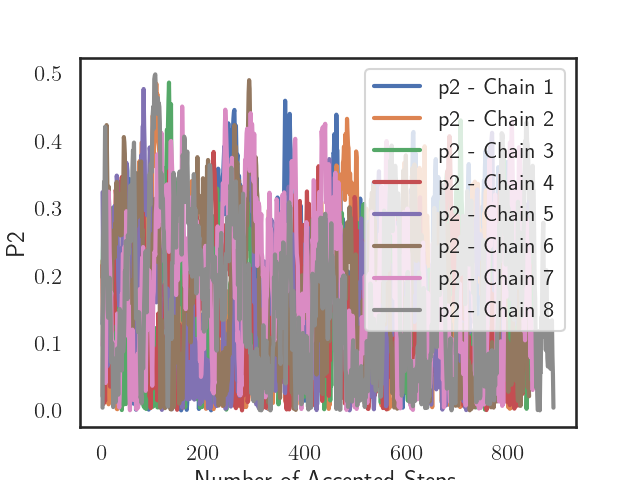 0.5
0.4
0.3
0.2
0.1
0.0
P2
p2 - Chain 1
p2 - Chain 2
p2 - Chain 3
p2 - Chain 4
p2 - Chain 5
p2 - Chain 6
p2 - Chain 7
p2 - Chain 8
0 200 400 600 800
Number of Accepted Steps